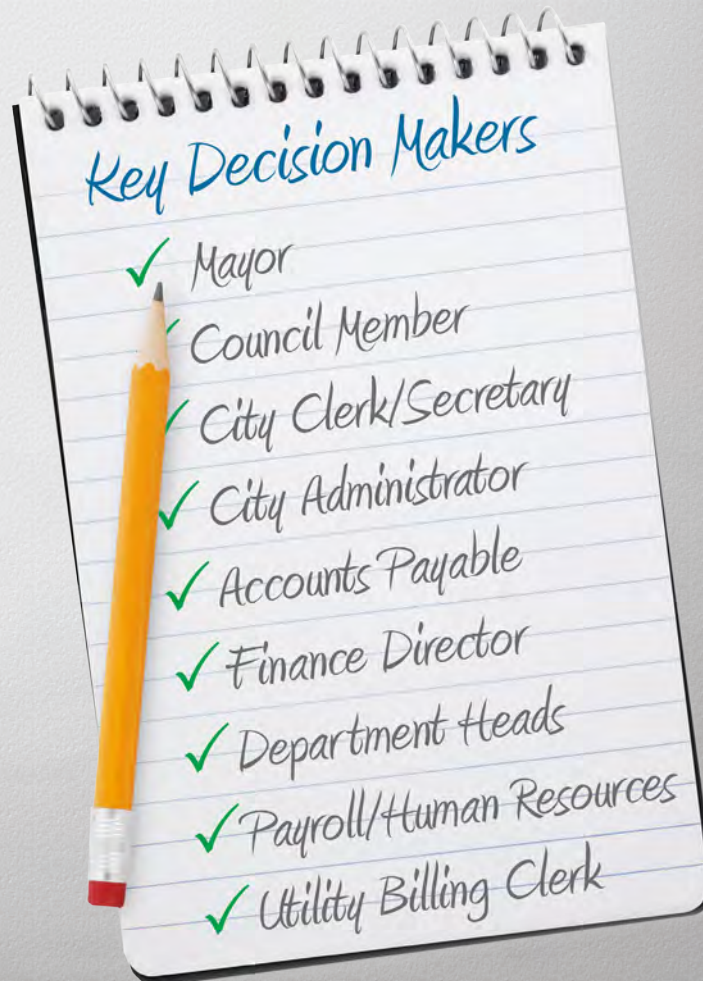 Key Decision Makers
Mayor
Council Member
City Clerk/Secretary
City Administrator
Accounts Payable
Finance Director
Department Heads
Payroll/Human Resources
Utility Billing Clerk